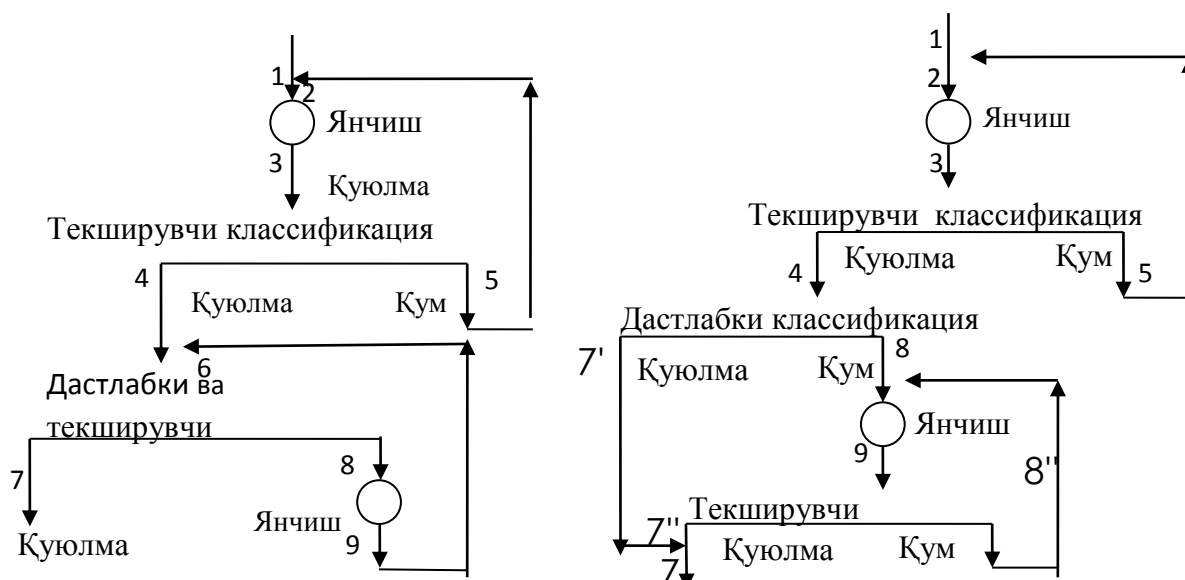 1
2
Янчиш
3
Қуюлма
Текширувчи классификация
4
5
Қуюлма
Қум
6
Дастлабки ва
текширувчи
7
8
Янчиш
9
Қуюлма
1
2
Янчиш
3
Текширувчи классификация
4
Қуюлма
Қум
5
Дастлабки классификация
7'
8
Қуюлма
Қум
Янчиш
9
8''
Текширувчи
7''
Қуюлма
Қум
7